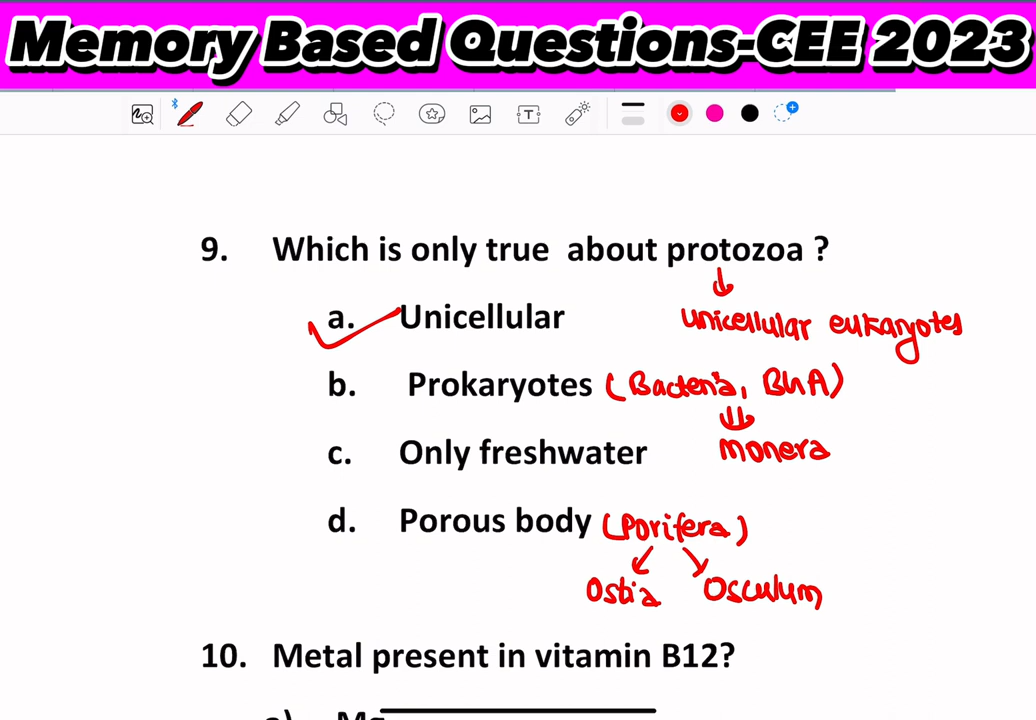 Memory Based Questions-CEE 2023
9. Which is only true about protozoa ?
a. Unicellular
unicellular eukaryotes
b. Prokaryotes (Bacteria, BGA)
c. Only freshwater
monera
d. Porous body (Porifera)
Ostia Osculum
10. Metal present in vitamin B12?